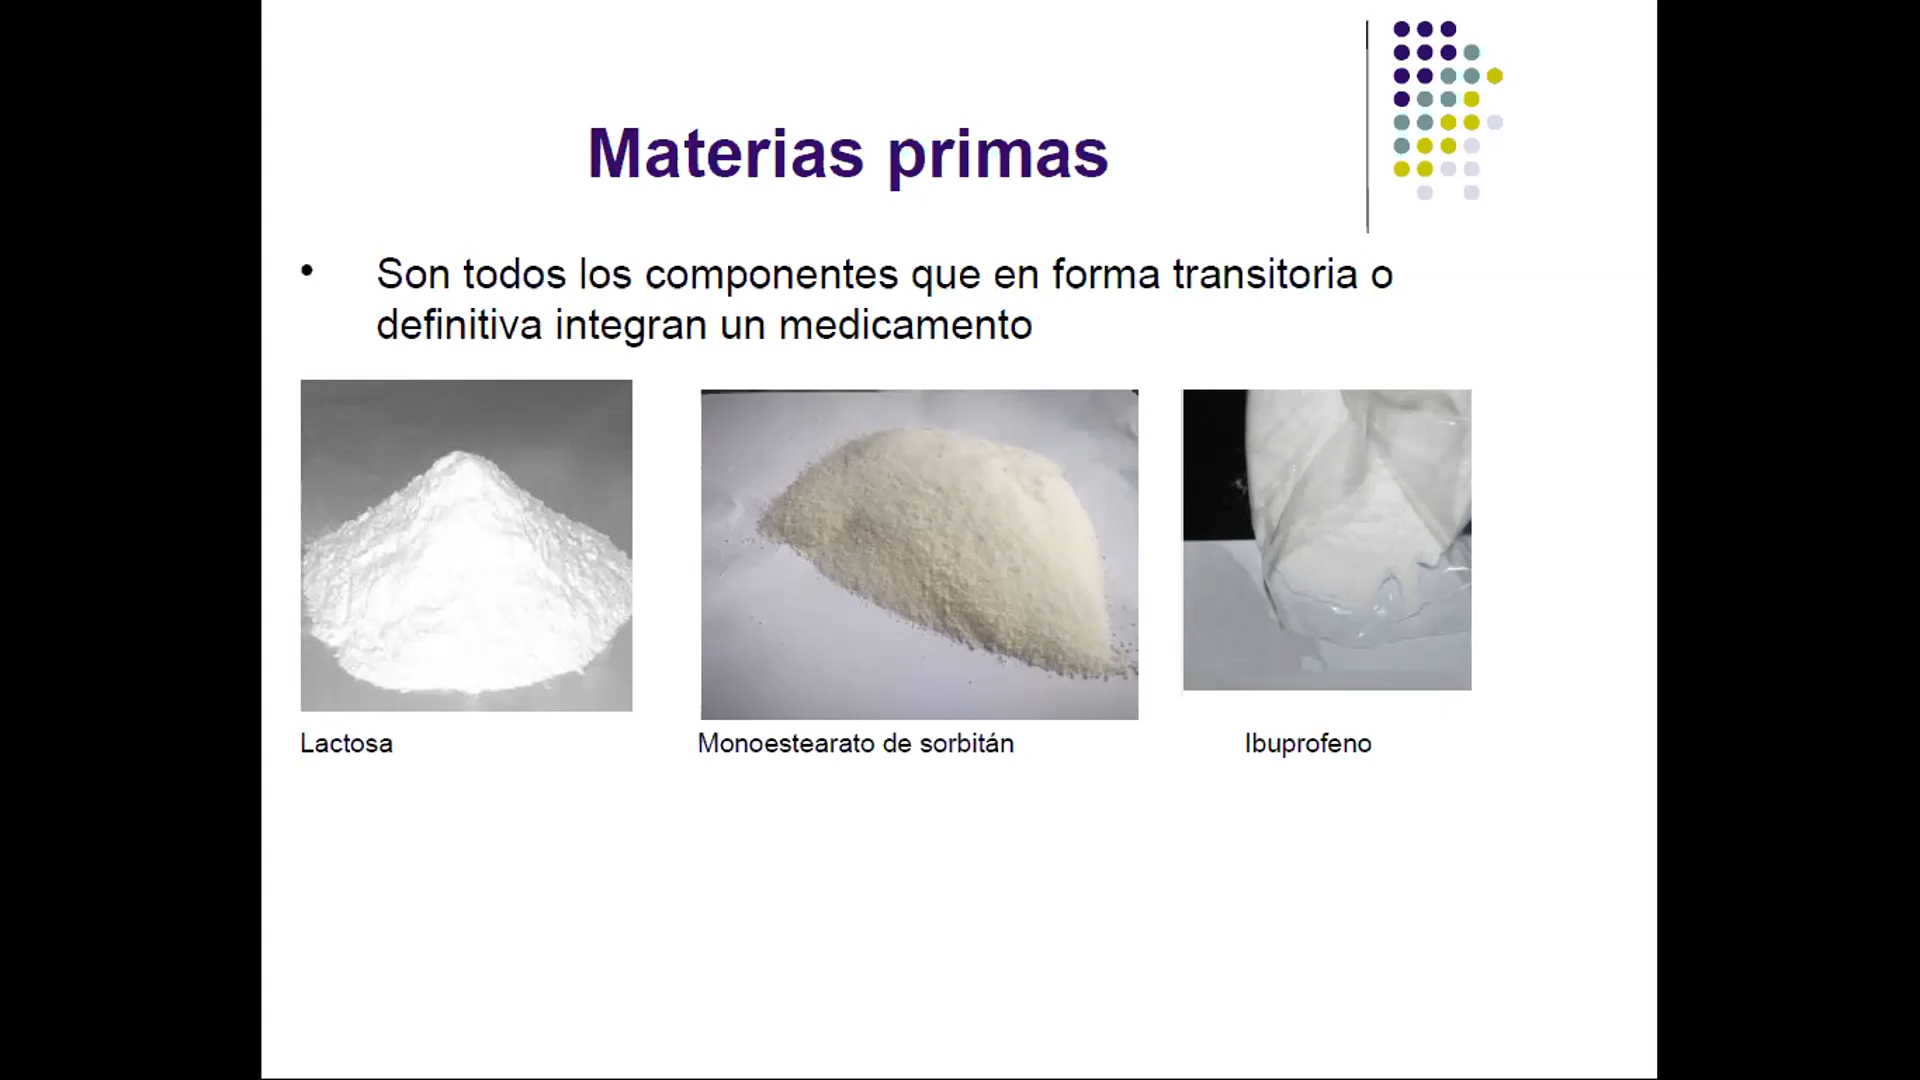 Materias primas
• Son todos los componentes que en forma transitoria o
definitiva integran un medicamento
Lactosa
Monoestearato de sorbitán
Ibuprofeno